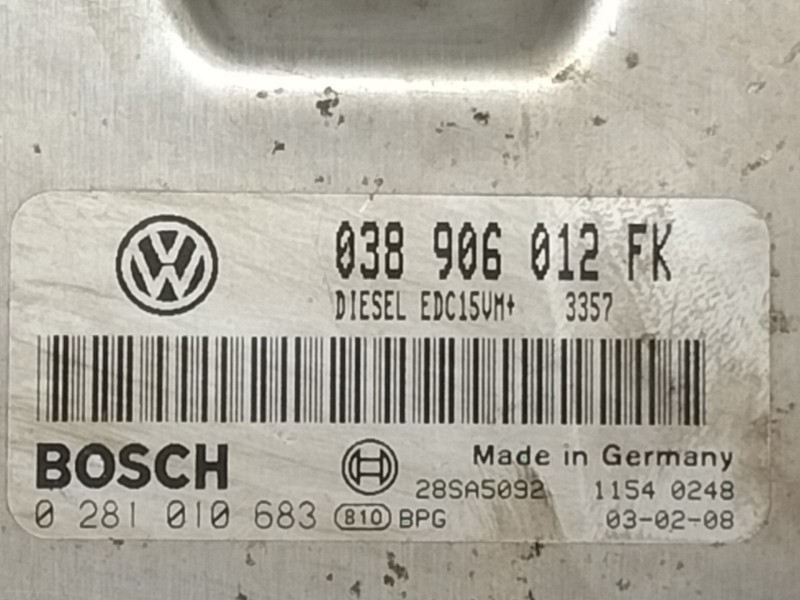 038 906 012 FK
DIESEL EDC15VM+ 3357
BOSCH
Made in Germany
28SA5092 1154 0248
0 281 010 683 B10 BPG 03-02-08